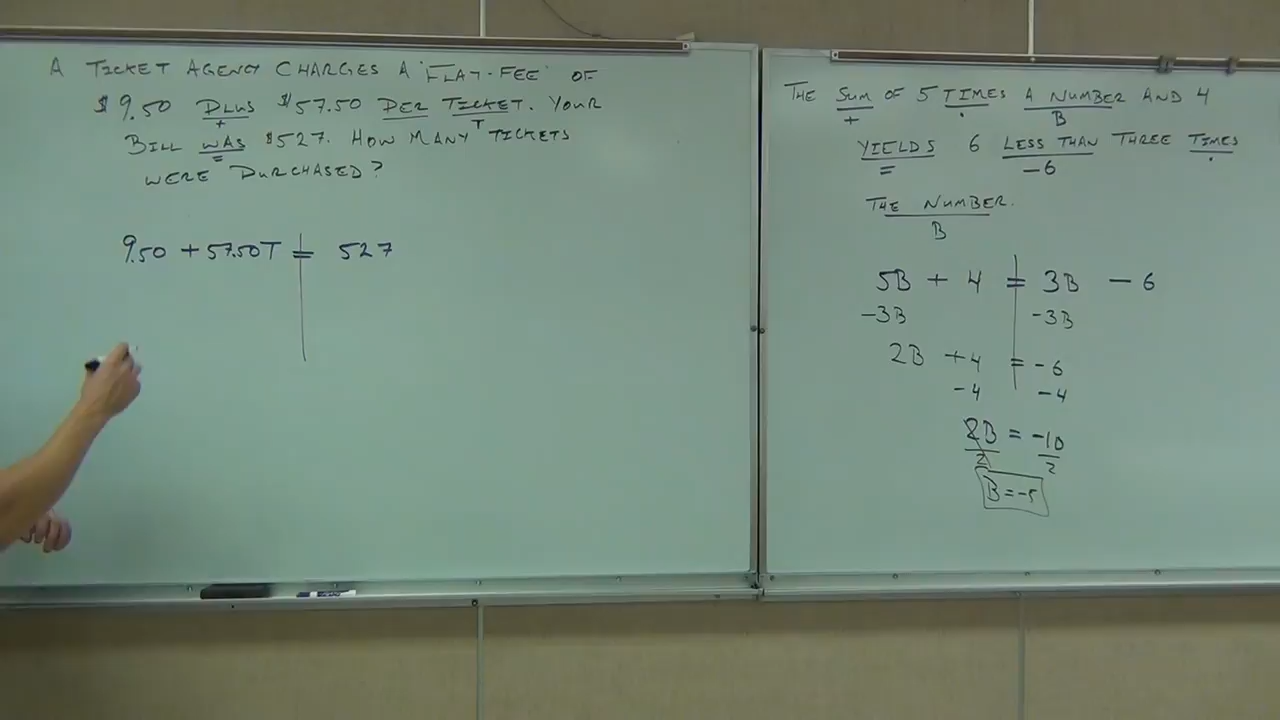 A TICKET AGENCY CHARGES A "FLAT-FEE" OF
$9.50 PLUS $57.50 PER TICKET. YOUR
+ T
BILL WAS $527. HOW MANY TICKETS
=
WERE PURCHASED?
9.50 + 57.50T = 527
THE SUM OF 5 TIMES A NUMBER AND 4
+ · B
YIELDS 6 LESS THAN THREE TIMES
= -6 ·
THE NUMBER.
B
5B + 4 = 3B - 6
-3B -3B
2B + 4 = -6
-4 -4
2B = -10
2 2
B = -5